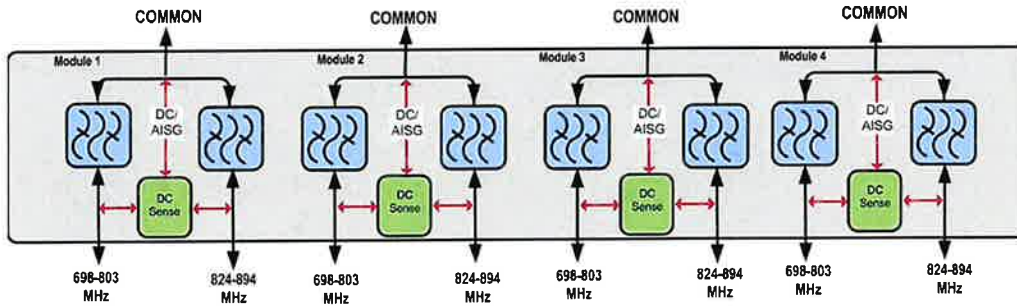 COMMON COMMON COMMON COMMON
Module 1 Module 2 Module 3 Module 4
DC/ DC/ DC/ DC/
AISG AISG AISG AISG
DC DC DC DC
Sense Sense Sense Sense
698-803 824-894 698-803 824-894 698-803 824-894 698-803 824-894
MHz MHz MHz MHz MHz MHz MHz MHz